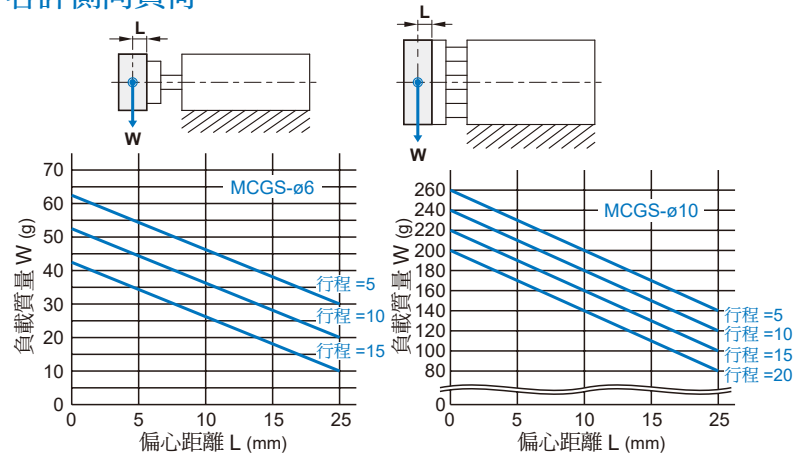 L
W
L
W
MCGS-ø6
負載質量 W (g)
70
60
50
40
30
20
10
0
行程 =5
行程 =10
行程 =15
0 5 10 15 25
偏心距離 L (mm)
MCGS-ø10
負載質量 W (g)
260
240
220
200
180
160
140
120
100
80
0
行程 =5
行程 =10
行程 =15
行程 =20
0 5 10 15 25
偏心距離 L (mm)